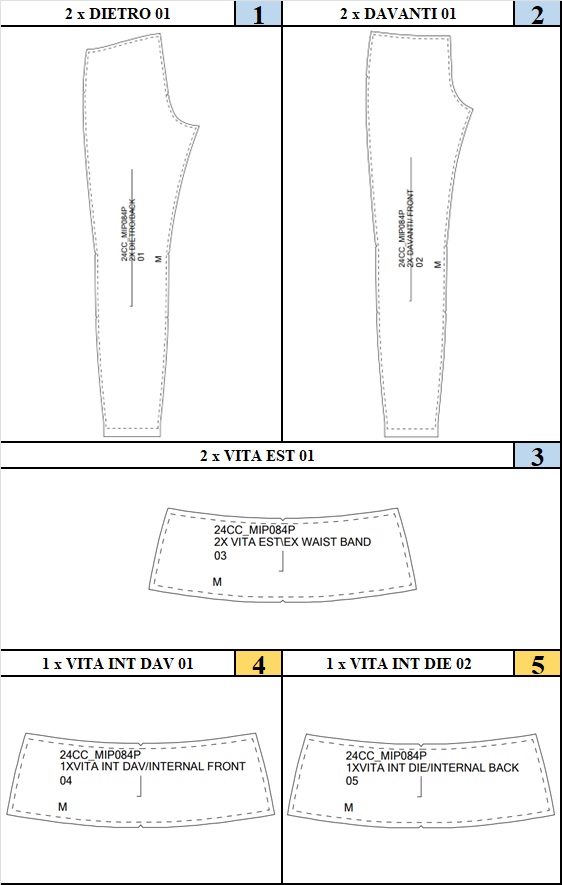 2 x DIETRO 01
1
2 x DAVANTI 01
2
24CC_MIP084P
2X DIETRO/BACK
01
M
24CC_MIP084P
2X DAVANTI/ FRONT
02
M
2 x VITA EST 01
3
24CC_MIP084P
2X VITA EST\EX WAIST BAND
03
M
1 x VITA INT DAV 01
4
1 x VITA INT DIE 02
5
24CC_MIP084P
1XVITA INT DAV/INTERNAL FRONT
04
M
24CC_MIP084P
1XVITA INT DIE/INTERNAL BACK
05
M